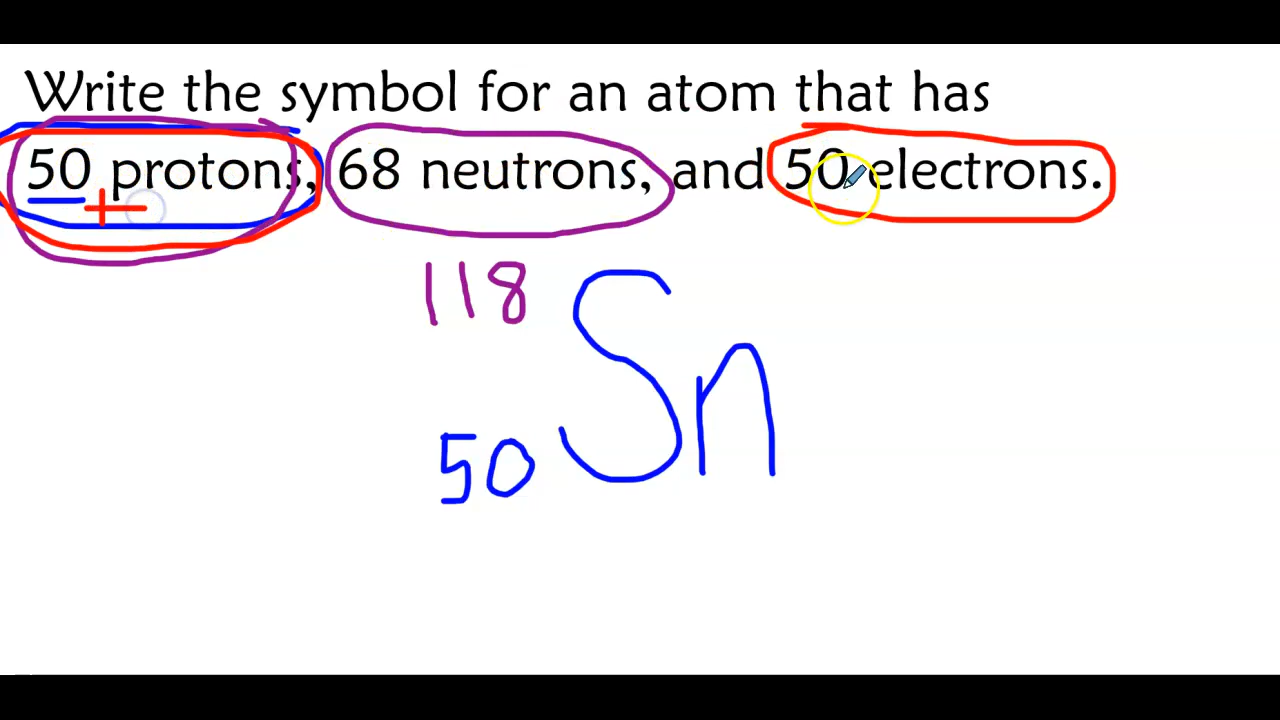 Write the symbol for an atom that has
50 protons, 68 neutrons, and 50 electrons.
+
118
Sn
50